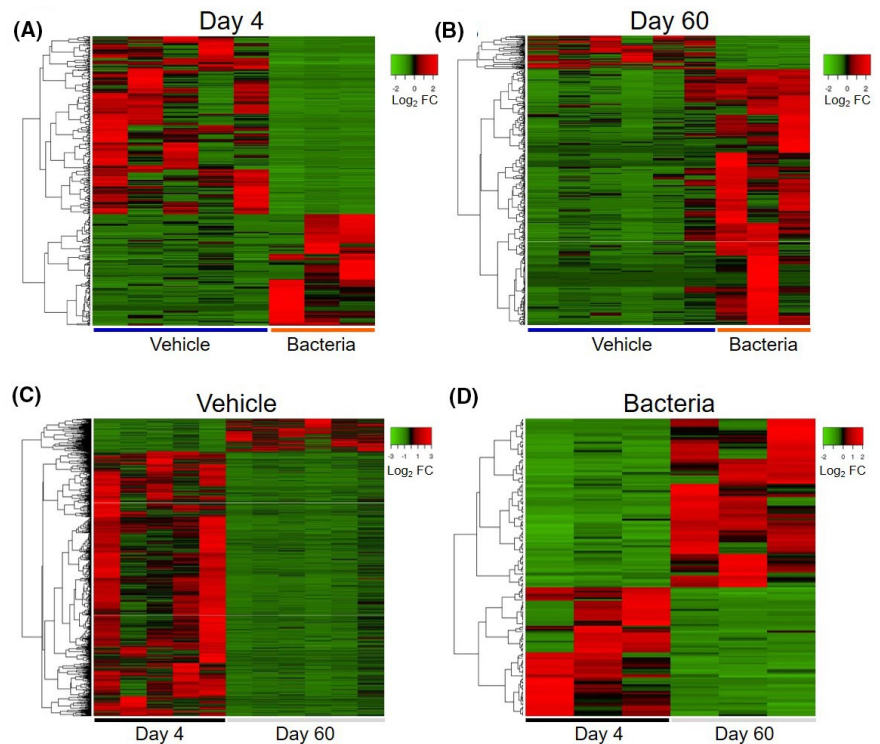 (A)
Day 4
-2 0 2
Log2 FC
Vehicle
Bacteria
(B)
Day 60
-2 0 2
Log2 FC
Vehicle
Bacteria
(C)
Vehicle
-3 -1 1 3
Log2 FC
Day 4
Day 60
(D)
Bacteria
-2 0 1 2
Log2 FC
Day 4
Day 60